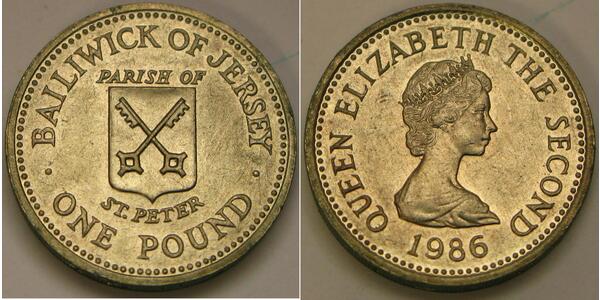 BAILIWICK OF JERSEY
PARISH OF
ST. PETER
ONE POUND
QUEEN ELIZABETH THE SECOND
1986